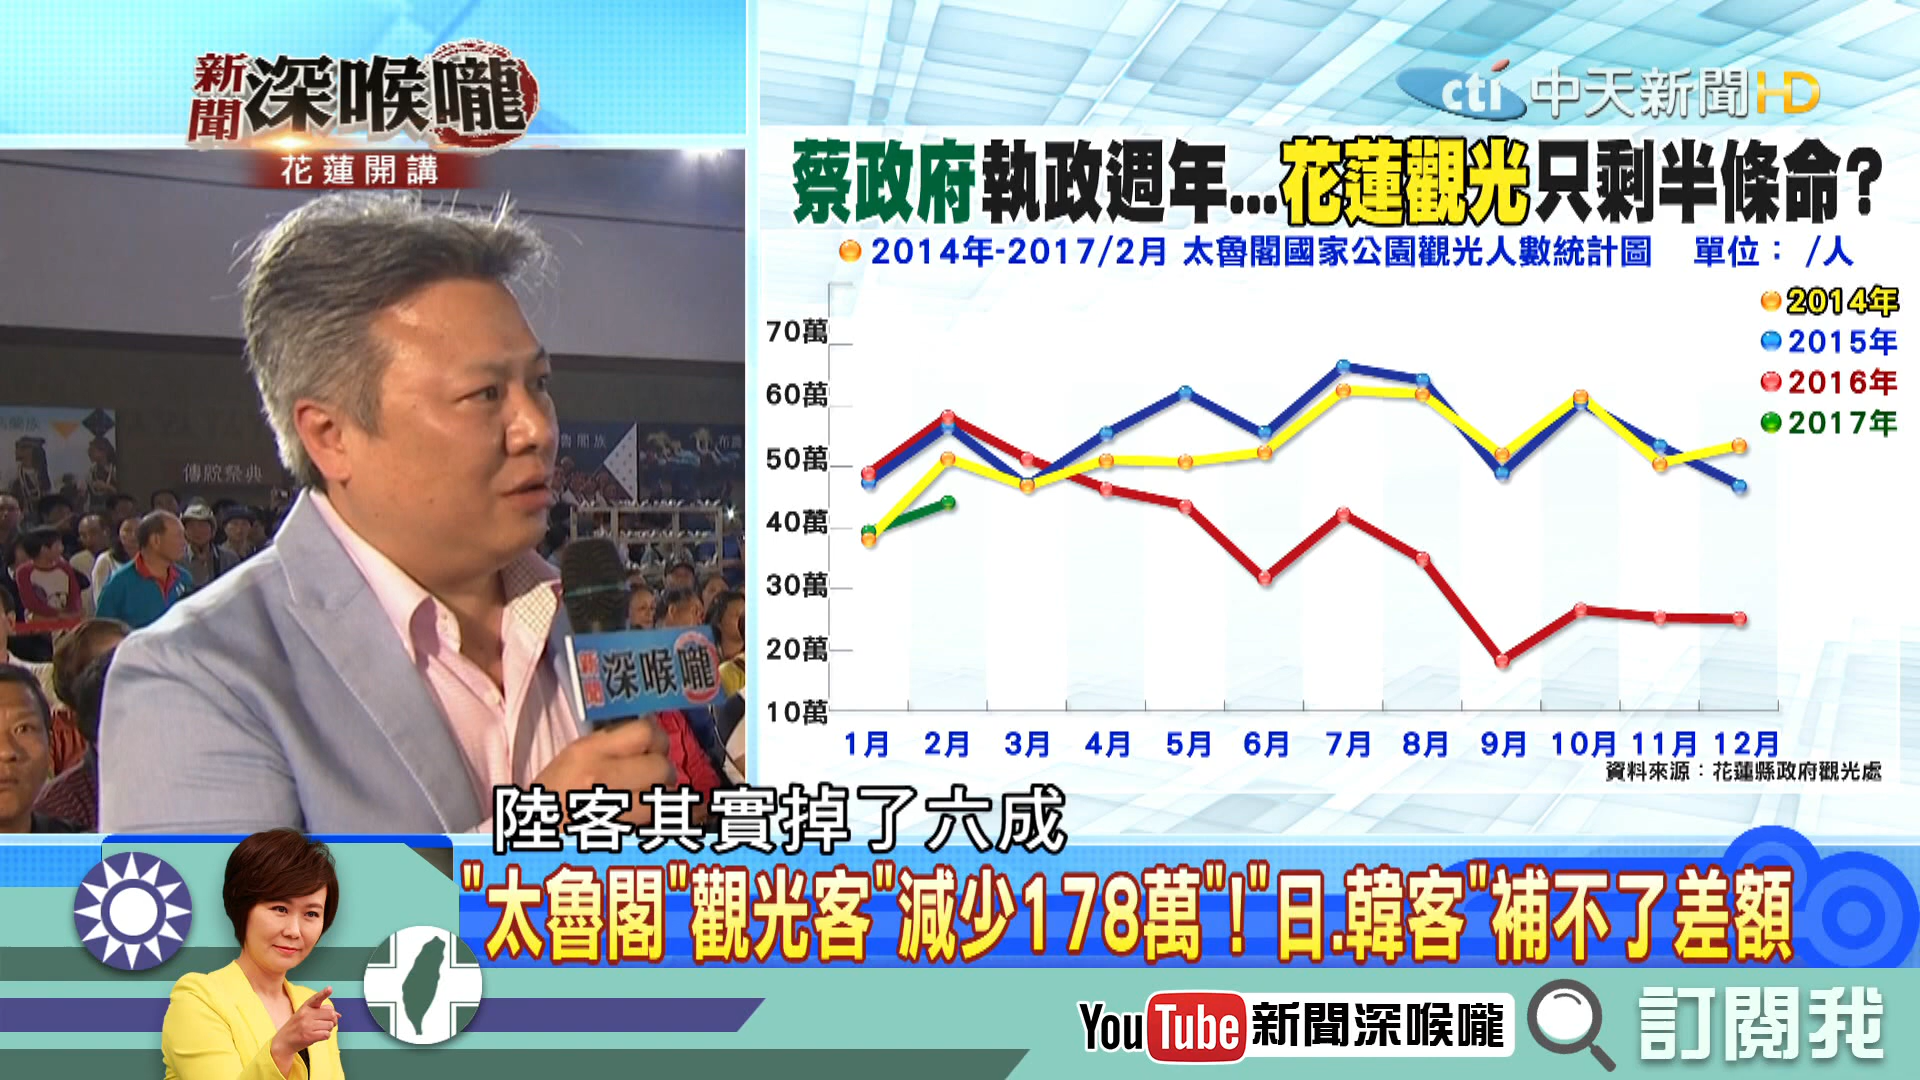 新聞深喉嚨
花蓮開講
cti 中天新聞HD
蔡政府執政週年...花蓮觀光只剩半條命?
2014年-2017/2月 太魯閣國家公園觀光人數統計圖 單位： /人
2014年
2015年
2016年
2017年
70萬
60萬
50萬
40萬
30萬
20萬
10萬
1月 2月 3月 4月 5月 6月 7月 8月 9月 10月 11月 12月
資料來源：花蓮縣政府觀光處
傳統祭典
魯閣族
新聞深喉嚨
陸客其實掉了六成
"太魯閣"觀光客"減少178萬"!"日.韓客"補不了差額
YouTube 新聞深喉嚨
訂閱我